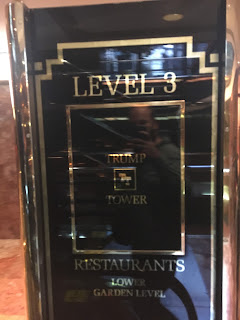 LEVEL 3
TRUMP
TOWER
RESTAURANTS
LOWER
GARDEN LEVEL